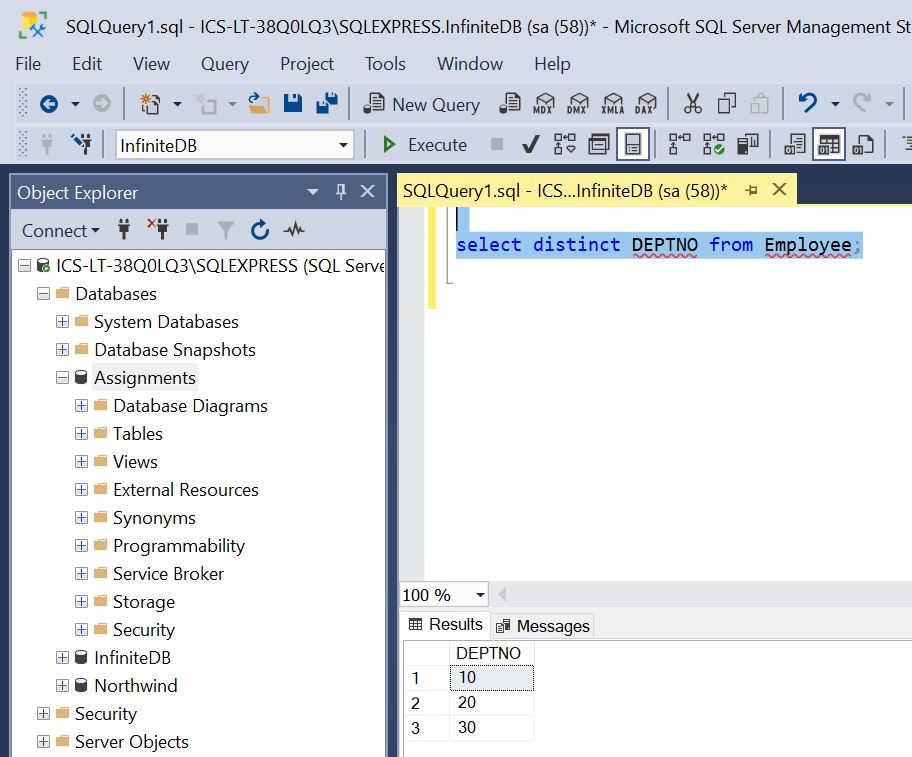 SQLQuery1.sql - ICS-LT-38Q0LQ3\SQLEXPRESS.InfiniteDB (sa (58))* - Microsoft SQL Server Management St
File Edit View Query Project Tools Window Help
New Query MDX DMX XMLA DAX
InfiniteDB Execute
Object Explorer
SQLQuery1.sql - ICS...InfiniteDB (sa (58))*
Connect
select distinct DEPTNO from Employee;
ICS-LT-38Q0LQ3\SQLEXPRESS (SQL Serve
Databases
System Databases
Database Snapshots
Assignments
Database Diagrams
Tables
Views
External Resources
Synonyms
Programmability
Service Broker
Storage
Security
InfiniteDB
Northwind
Security
Server Objects
100 %
Results Messages
DEPTNO
1 10
2 20
3 30